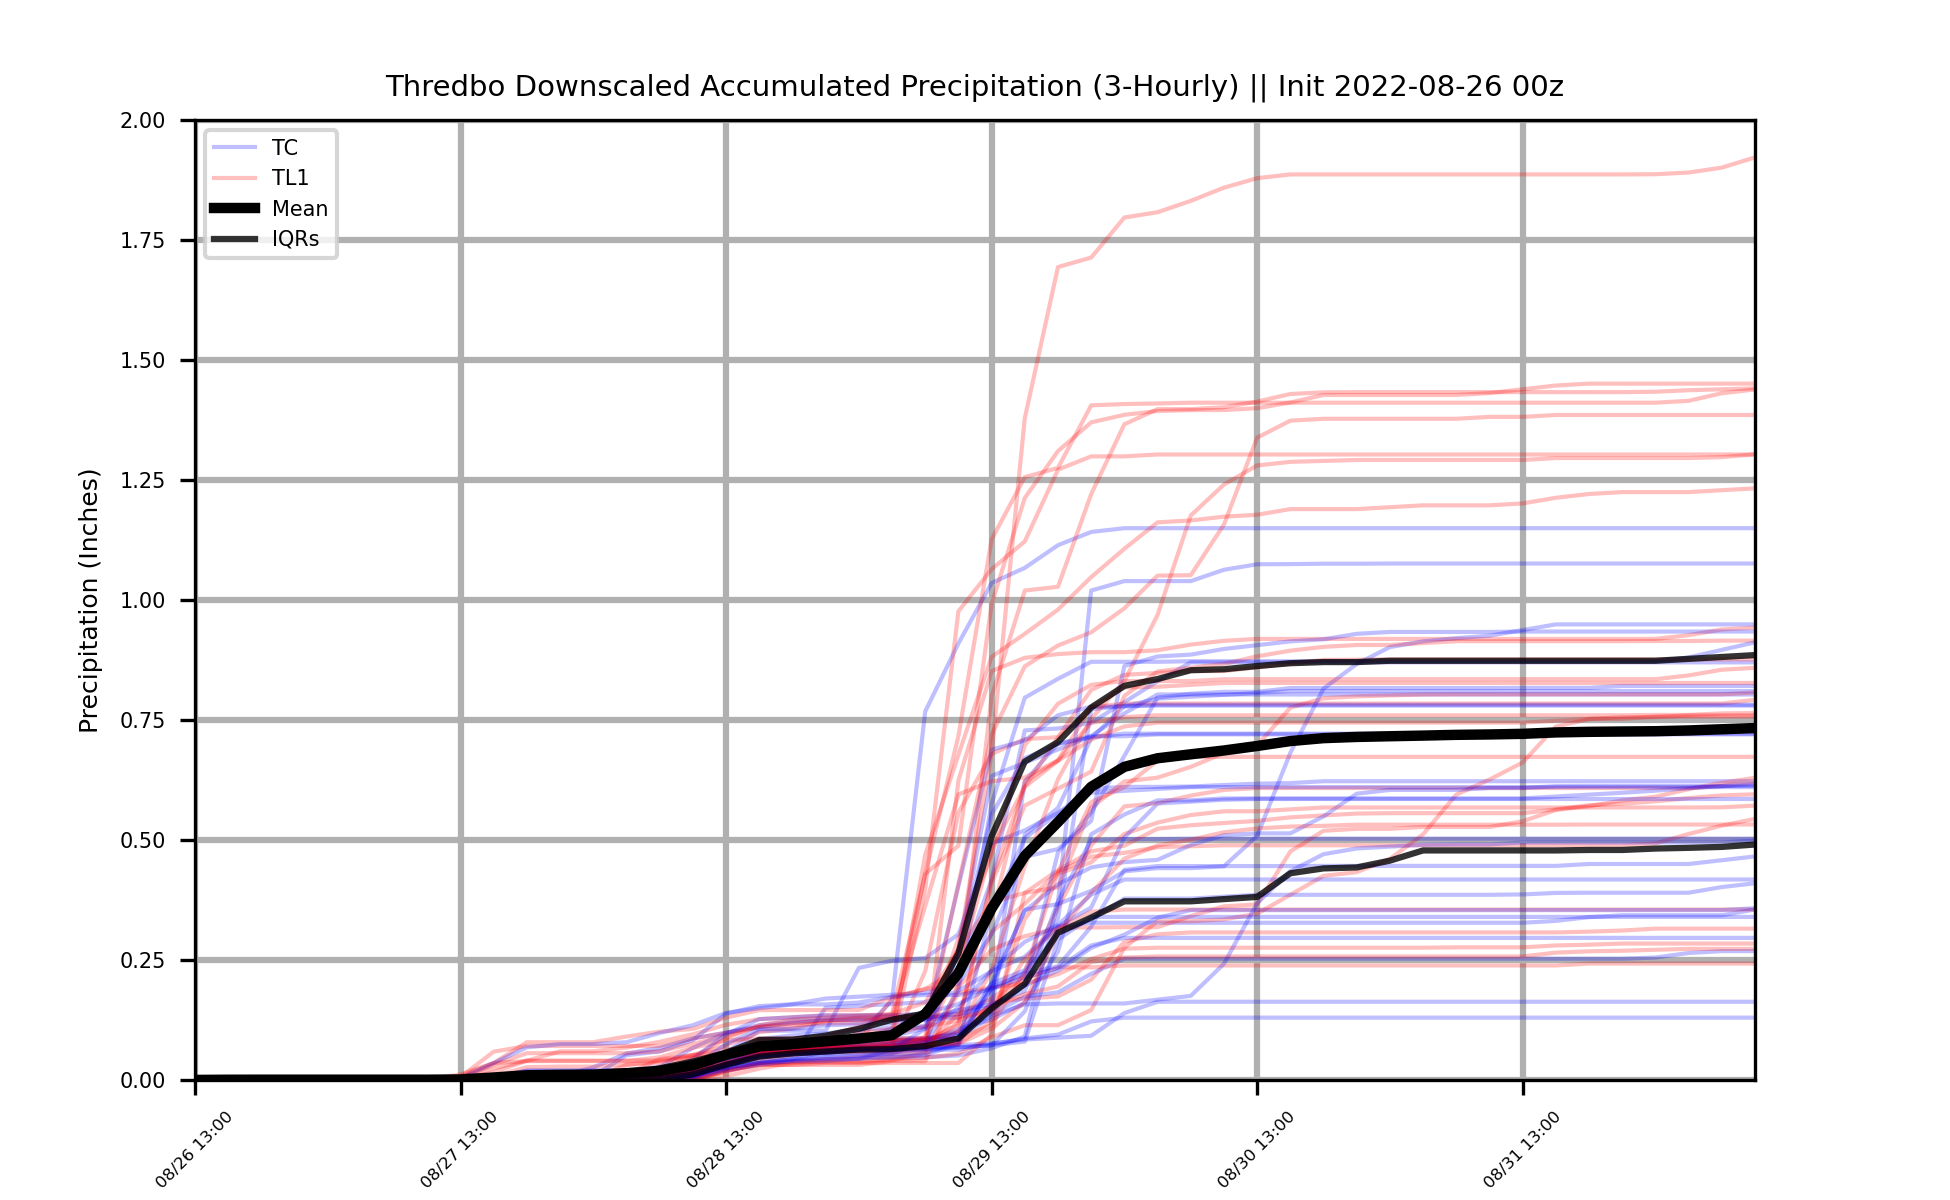 Thredbo Downscaled Accumulated Precipitation (3-Hourly) || Init 2022-08-26 00z
2.00
1.75
1.50
1.25
1.00
0.75
0.50
0.25
0.00
Precipitation (Inches)
TC
TL1
Mean
IQRs
08/26 13:00
08/27 13:00
08/28 13:00
08/29 13:00
08/30 13:00
08/31 13:00